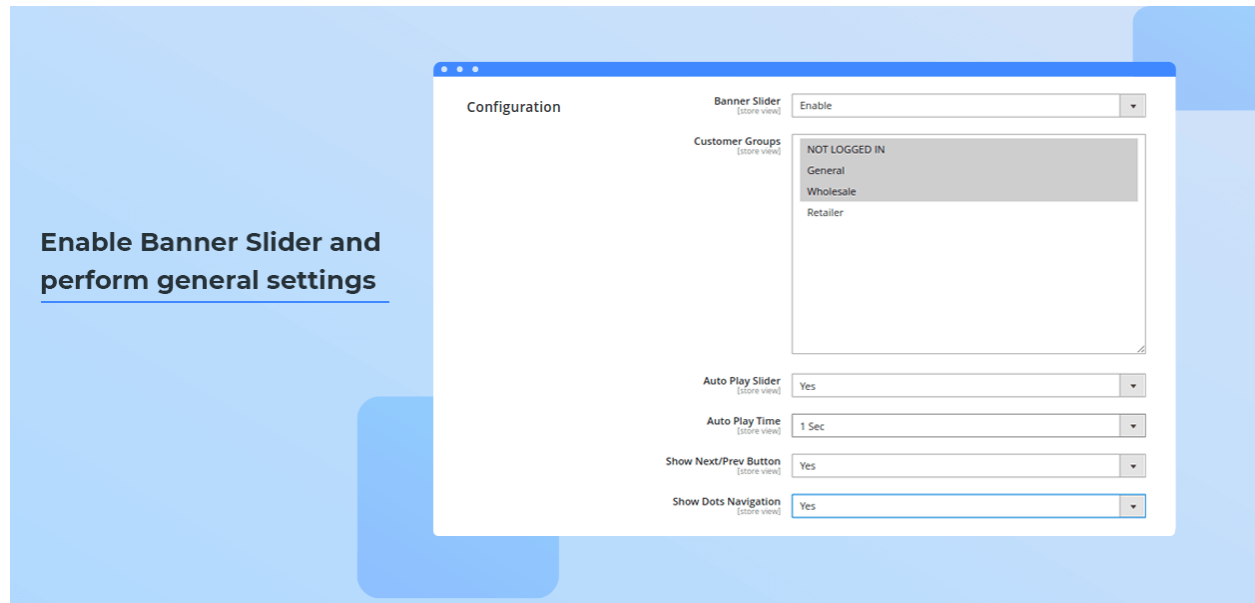 Enable Banner Slider and
perform general settings
Configuration
Banner Slider
[store view]
Enable
Customer Groups
[store view]
NOT LOGGED IN
General
Wholesale
Retailer
Auto Play Slider
[store view]
Yes
Auto Play Time
[store view]
1 Sec
Show Next/Prev Button
[store view]
Yes
Show Dots Navigation
[store view]
Yes